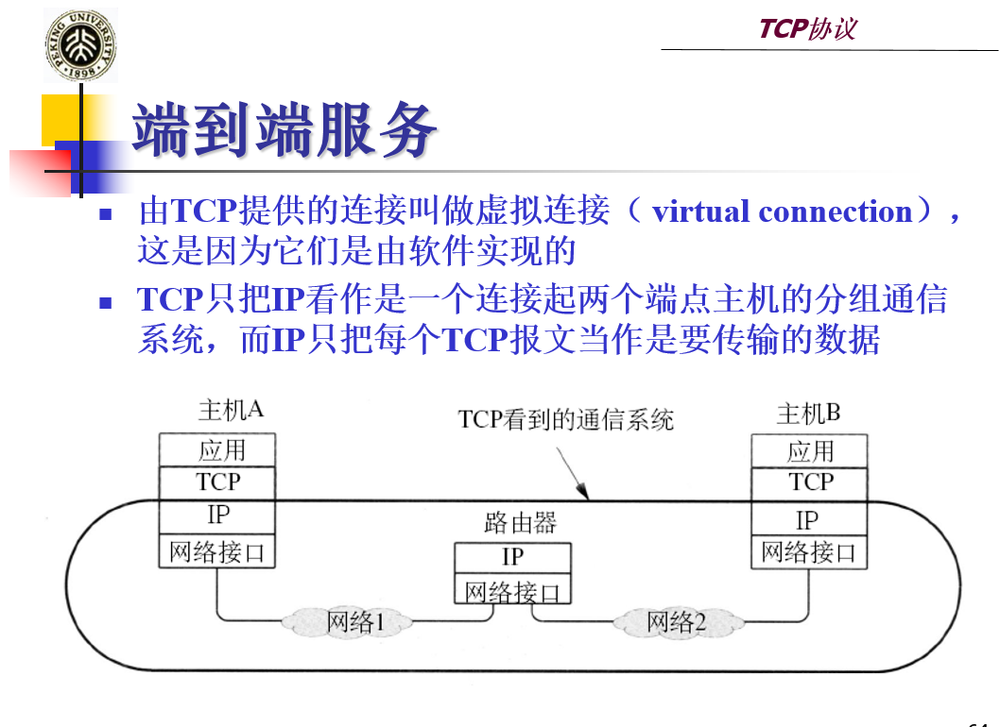 PEKING UNIVERSITY
·1898·
TCP协议
端到端服务
由TCP提供的连接叫做虚拟连接（ virtual connection），
这是因为它们是由软件实现的
TCP只把IP看作是一个连接起两个端点主机的分组通信
系统，而IP只把每个TCP报文当作是要传输的数据
主机A
TCP看到的通信系统
主机B
应用
应用
TCP
TCP
IP
路由器
IP
网络接口
IP
网络接口
网络接口
网络1
网络2